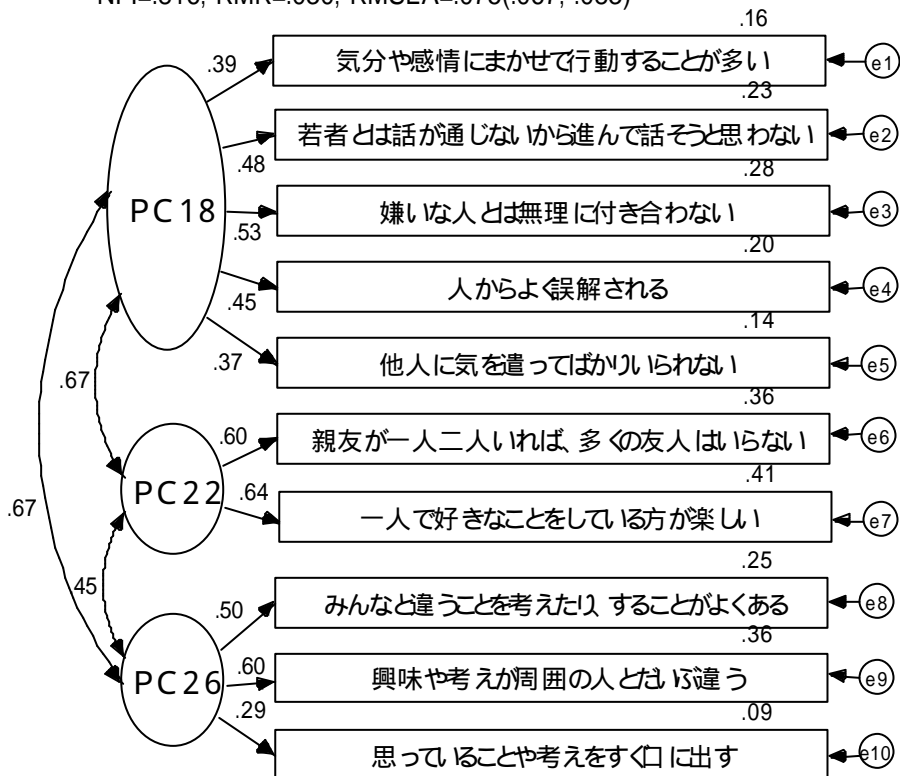 .16
.39
気分や感情にまかせて行動することが多い
e1
.23
若者とは話が通じないから進んで話そうと思わない
e2
.48
.28
PC18
嫌いな人とは無理に付き合わない
e3
.53
.20
人からよく誤解される
e4
.45
.14
他人に気を遣ってばかりいられない
e5
.37
.67
.36
.60
親友が一人二人いれば、多くの友人はいらない
e6
.41
PC22
.64
一人で好きなことをしている方が楽しい
e7
.67
.25
.45
.50
みんなと違うことを考えたり、することがよくある
e8
.36
PC26
.60
興味や考えが周囲の人とだいぶ違う
e9
.29
.09
思っていることや考えをすぐ口に出す
e10